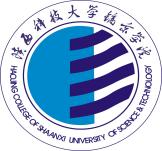 陕西科技大学镐京学院
HAOJING COLLEGE OF SHAANXI UNIVERSITY OF SCIENCE & TECHNOLOGY